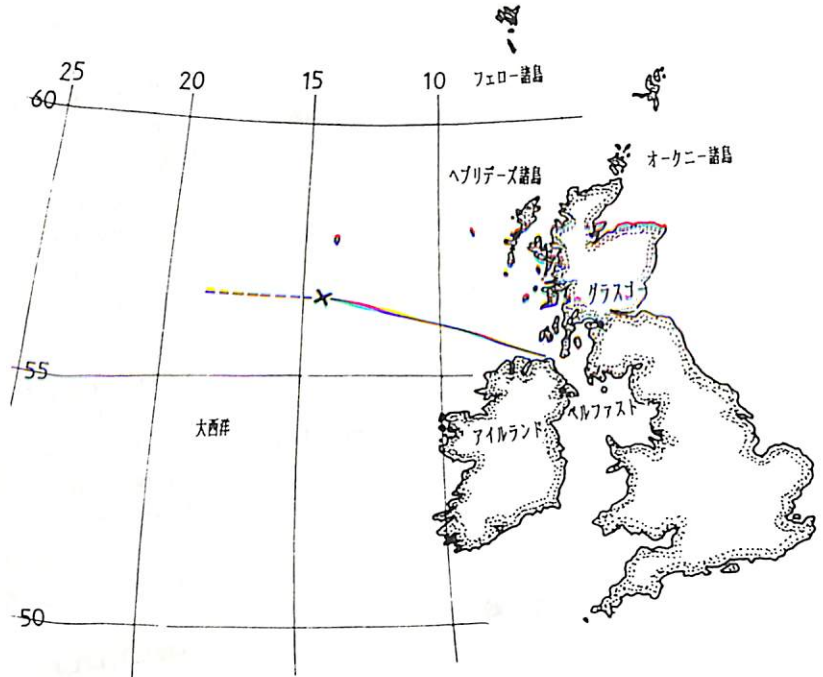 25
20
15
10
フェロー諸島
60
オークニー諸島
ヘブリデーズ諸島
グラスゴー
55
大西洋
アイルランド
ベルファスト
50